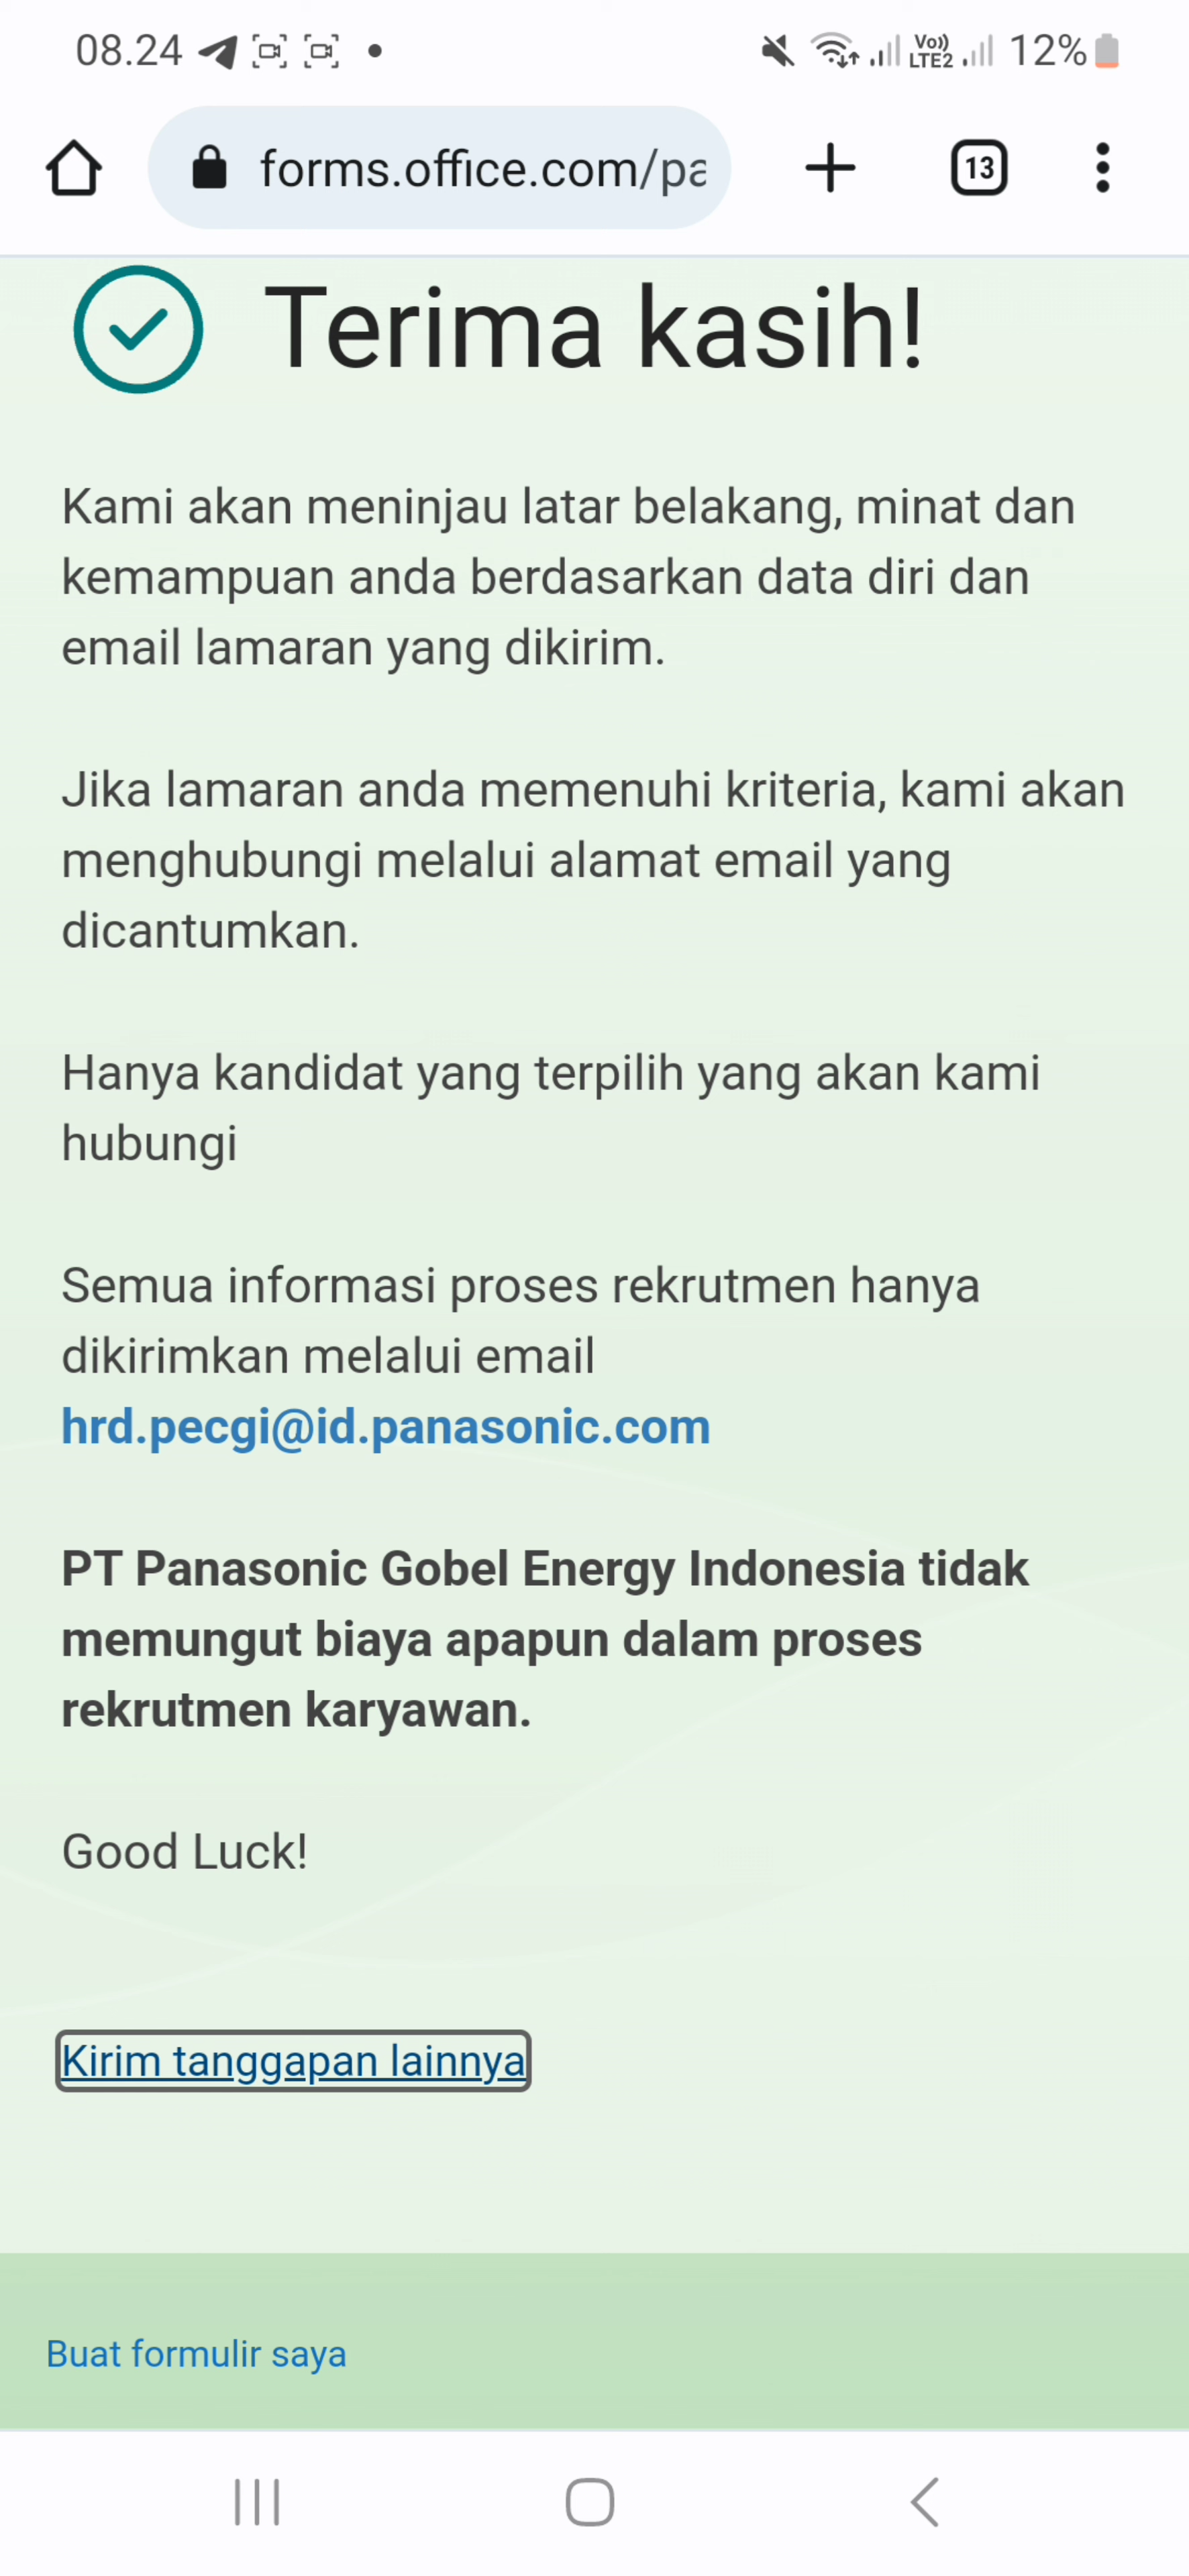 08.24
Vo))
LTE2
12%
forms.office.com/pa
13
Terima kasih!
Kami akan meninjau latar belakang, minat dan
kemampuan anda berdasarkan data diri dan
email lamaran yang dikirim.
Jika lamaran anda memenuhi kriteria, kami akan
menghubungi melalui alamat email yang
dicantumkan.
Hanya kandidat yang terpilih yang akan kami
hubungi
Semua informasi proses rekrutmen hanya
dikirimkan melalui email
hrd.pecgi@id.panasonic.com
PT Panasonic Gobel Energy Indonesia tidak
memungut biaya apapun dalam proses
rekrutmen karyawan.
Good Luck!
Kirim tanggapan lainnya
Buat formulir saya